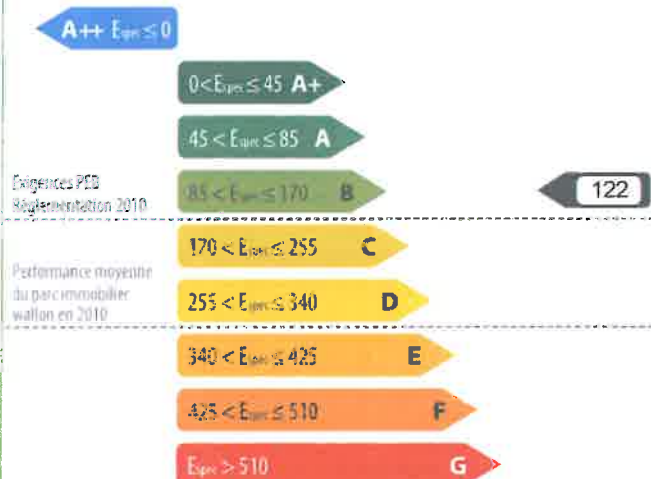 A++ Espec ≤ 0
0 < Espec ≤ 45 A+
45 < Espec ≤ 85 A
Exigences PEB
Réglementation 2010
85 < Espec ≤ 170 B
122
170 < Espec ≤ 255 C
Performance moyenne
du parc immobilier
wallon en 2010
255 < Espec ≤ 340 D
340 < Espec ≤ 425 E
425 < Espec ≤ 510 F
Espec > 510 G